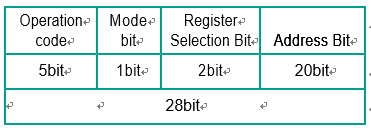 Operation Mode Register
code bit Selection Bit Address Bit
5bit 1bit 2bit 20bit
28bit